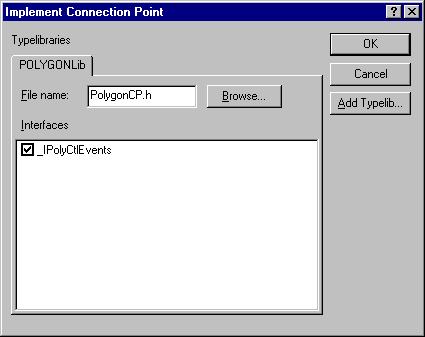 Implement Connection Point
Typelibraries
OK
POLYGONLib
Cancel
File name:
PolygonCP.h
Browse...
Add Typelib...
Interfaces
_IPolyCtlEvents